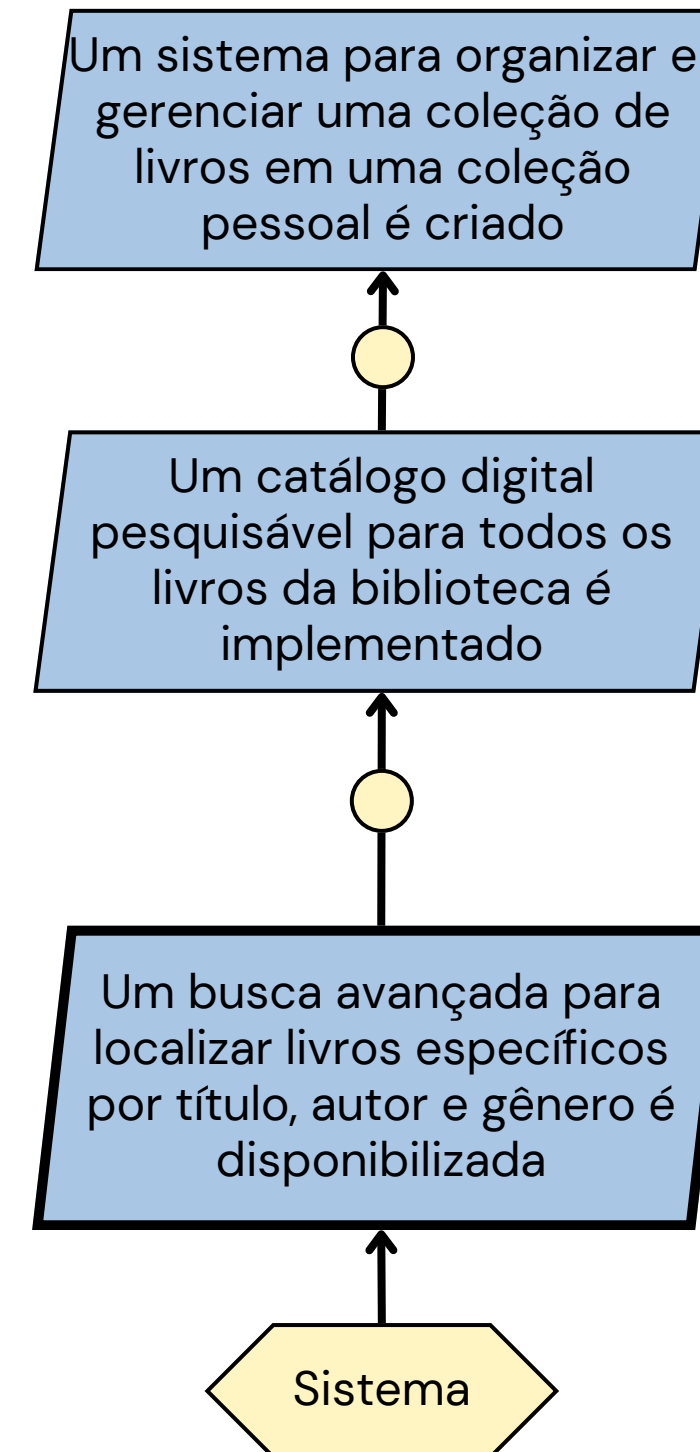 Um sistema para organizar e
gerenciar uma coleção de
livros em uma coleção
pessoal é criado
Um catálogo digital
pesquisável para todos os
livros da biblioteca é
implementado
Um busca avançada para
localizar livros específicos
por título, autor e gênero é
disponibilizada
Sistema